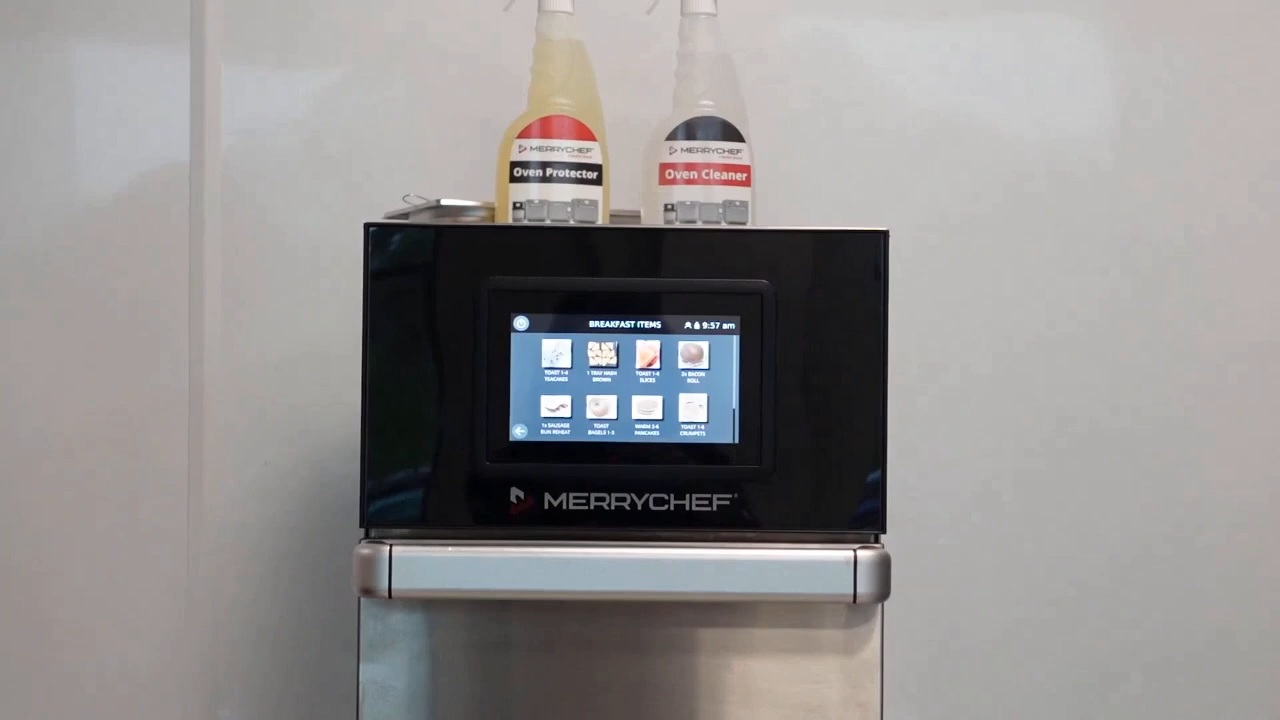 MERRYCHEF
Oven Protector
MERRYCHEF
Oven Cleaner
BREAKFAST ITEMS
9:57 am
TOAST 1-4
TEACAKES
1 TRAY HASH
BROWN
TOAST 1-4
SLICES
2x BACON
ROLL
1x SAUSAGE
BUN REHEAT
TOAST
BAGELS 1-3
WARM 2-6
PANCAKES
TOAST 1-6
CRUMPETS
MERRYCHEF